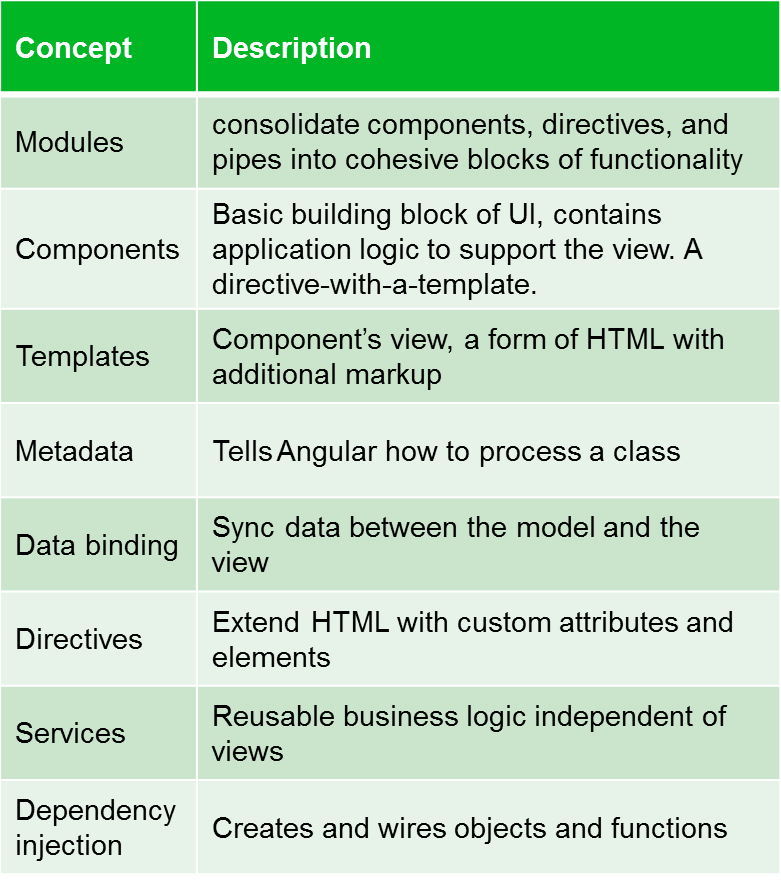 Concept
Description
Modules
consolidate components, directives, and
pipes into cohesive blocks of functionality
Components
Basic building block of UI, contains
application logic to support the view. A
directive-with-a-template.
Templates
Component’s view, a form of HTML with
additional markup
Metadata
Tells Angular how to process a class
Data binding
Sync data between the model and the
view
Directives
Extend HTML with custom attributes and
elements
Services
Reusable business logic independent of
views
Dependency
injection
Creates and wires objects and functions